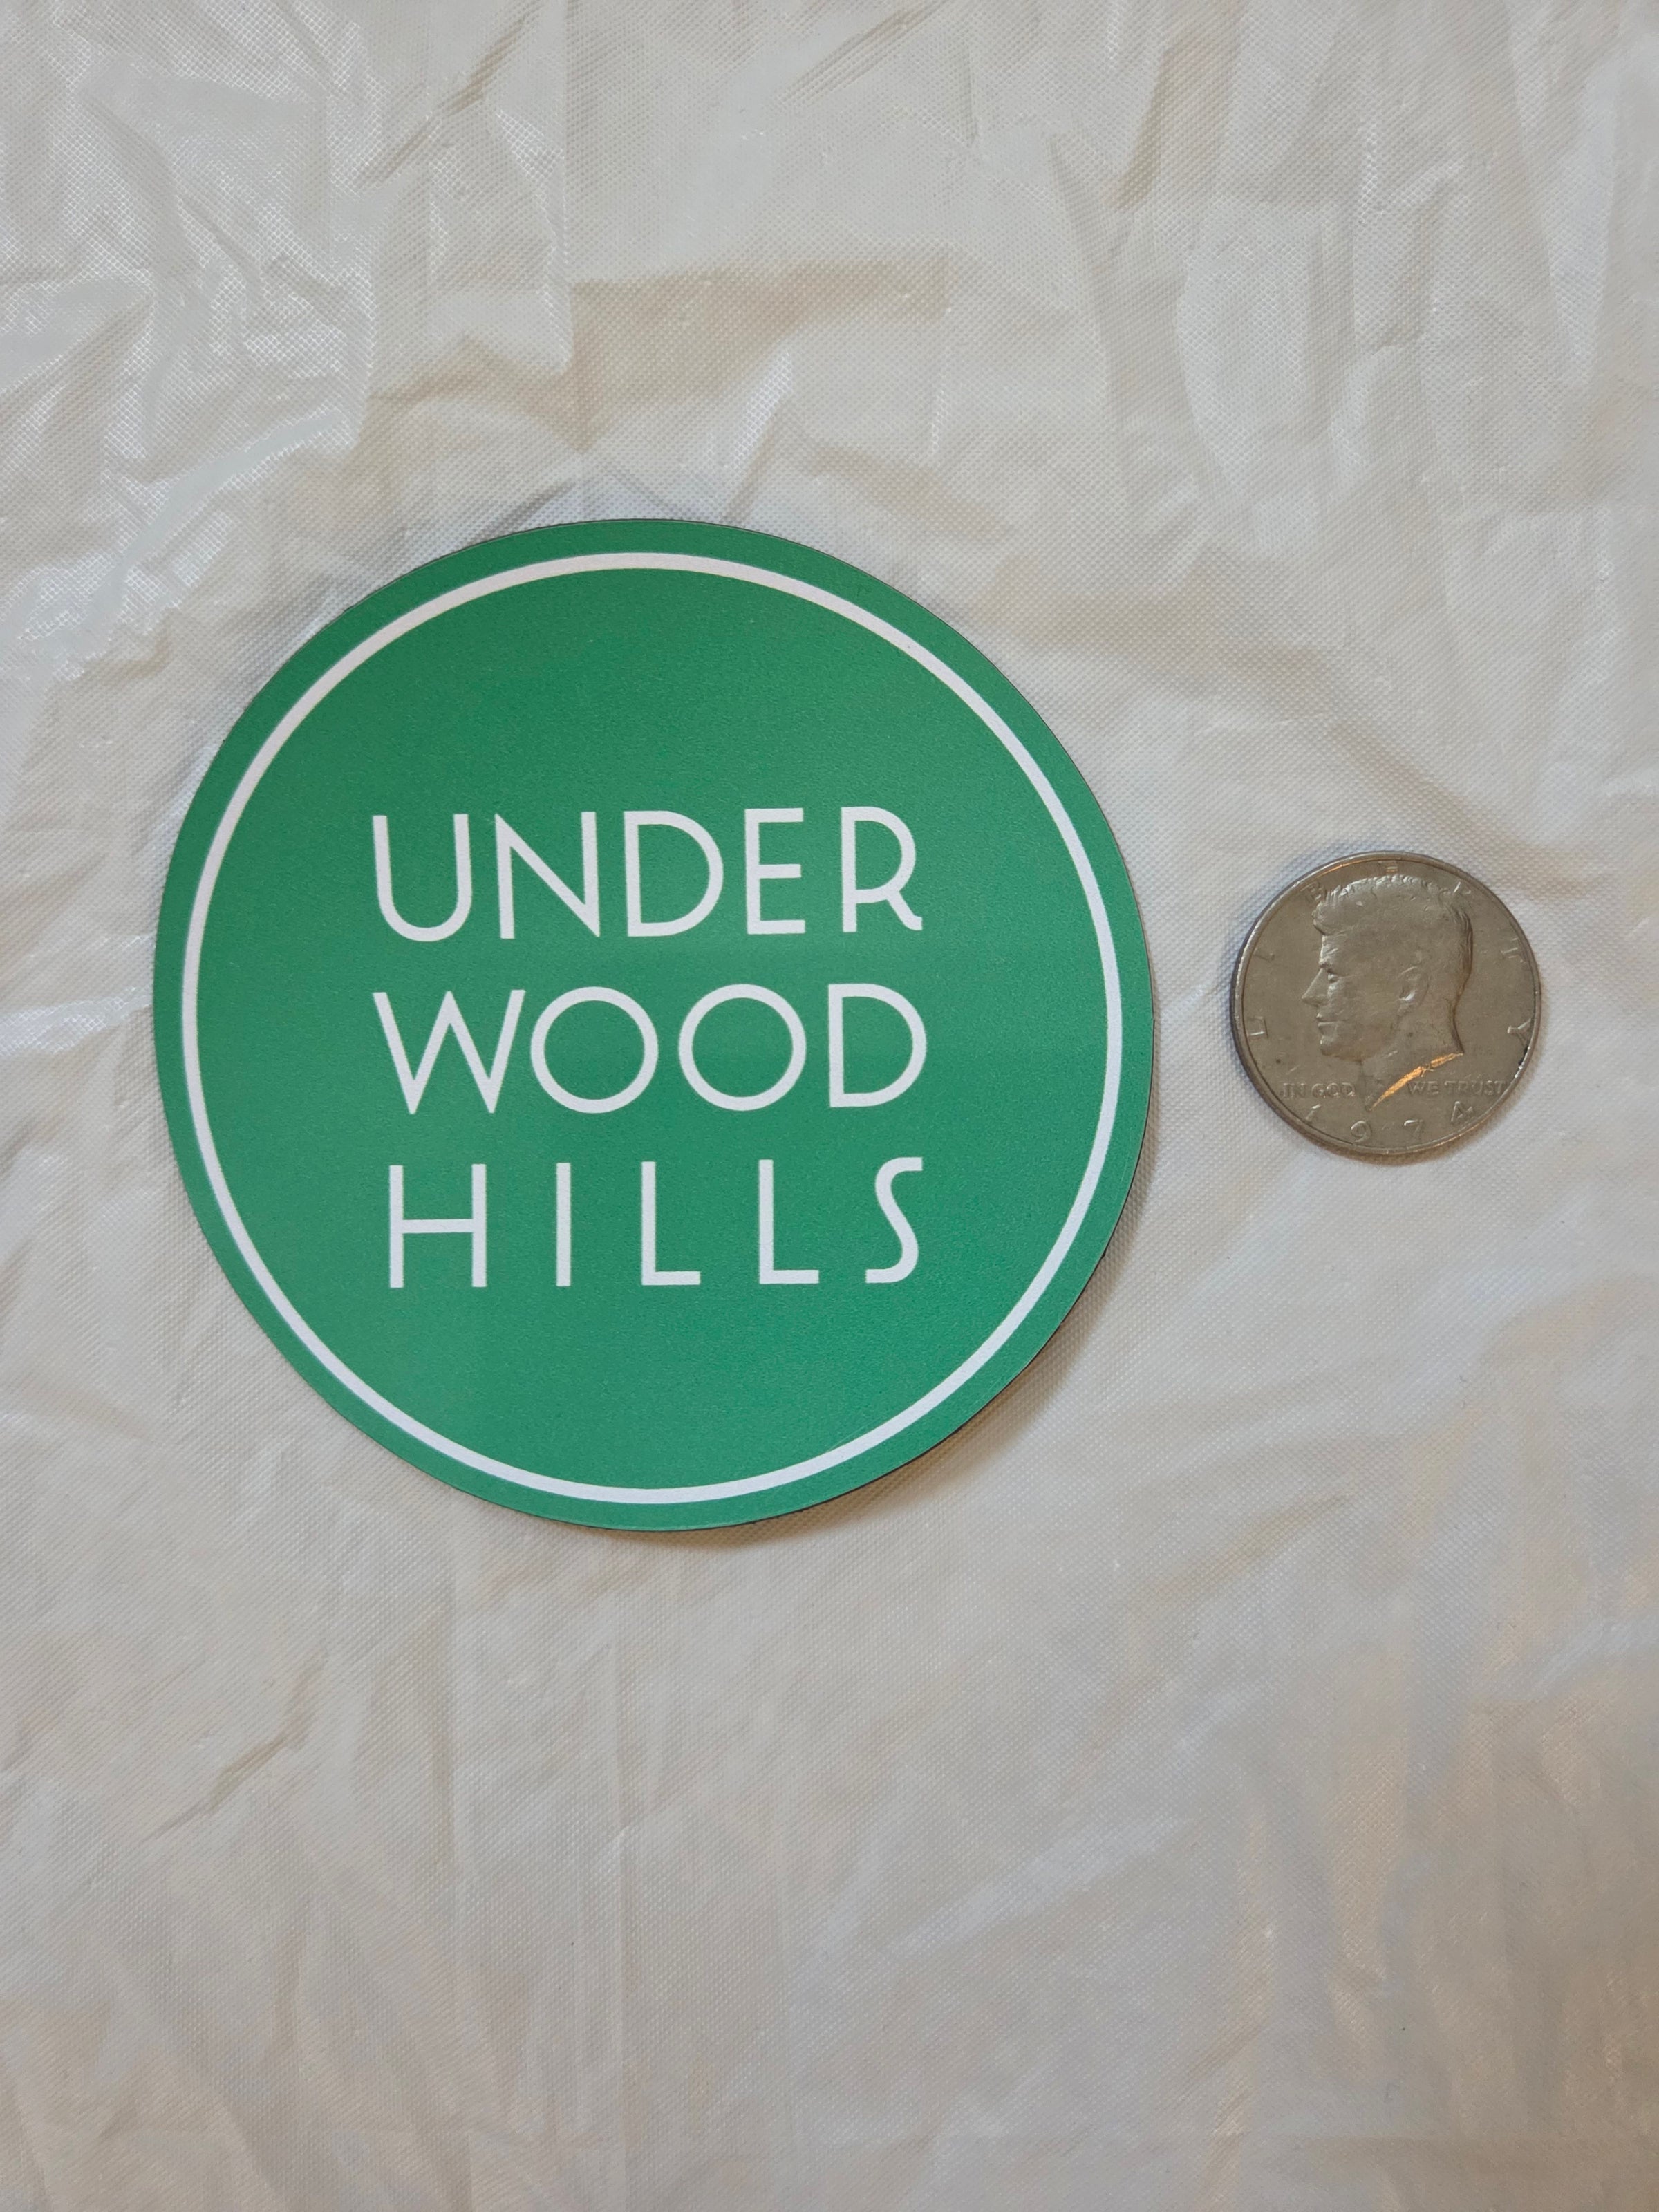 UNDER
WOOD
HILLS
LIBERTY
IN GOD WE TRUST
1974